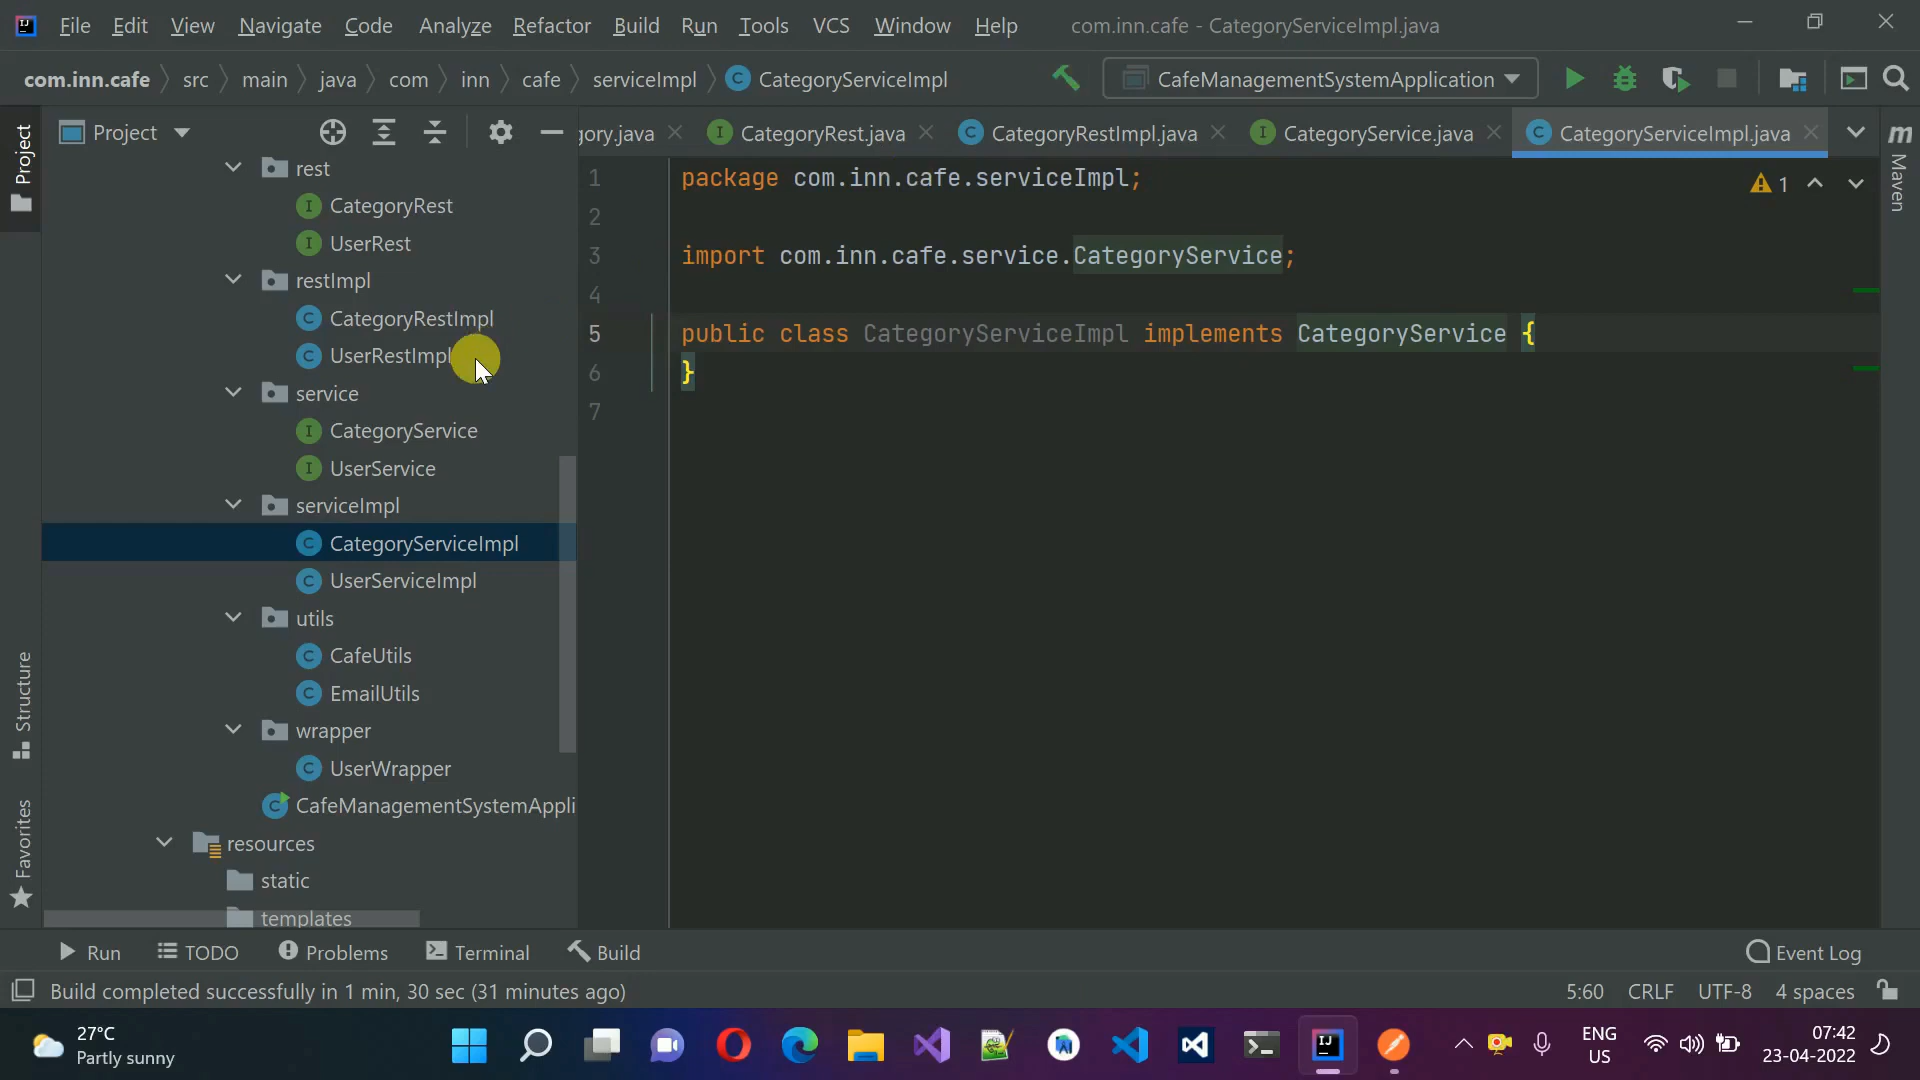 File Edit View Navigate Code Analyze Refactor Build Run Tools VCS Window Help com.inn.cafe - CategoryServiceImpl.java
com.inn.cafe src main java com inn cafe serviceImpl CategoryServiceImpl CafeManagementSystemApplication
Project
Project
gory.java CategoryRest.java CategoryRestImpl.java CategoryService.java CategoryServiceImpl.java
Maven
rest
CategoryRest
UserRest
restImpl
CategoryRestImpl
UserRestImpl
service
CategoryService
UserService
serviceImpl
CategoryServiceImpl
UserServiceImpl
utils
CafeUtils
EmailUtils
wrapper
UserWrapper
CafeManagementSystemAppli
resources
static
templates
Structure
Favorites
1 package com.inn.cafe.serviceImpl;
2
3 import com.inn.cafe.service.CategoryService;
4
5 public class CategoryServiceImpl implements CategoryService {
6 }
7
1
Run TODO Problems Terminal Build Event Log
Build completed successfully in 1 min, 30 sec (31 minutes ago) 5:60 CRLF UTF-8 4 spaces
27°C
Partly sunny
ENG
US
07:42
23-04-2022